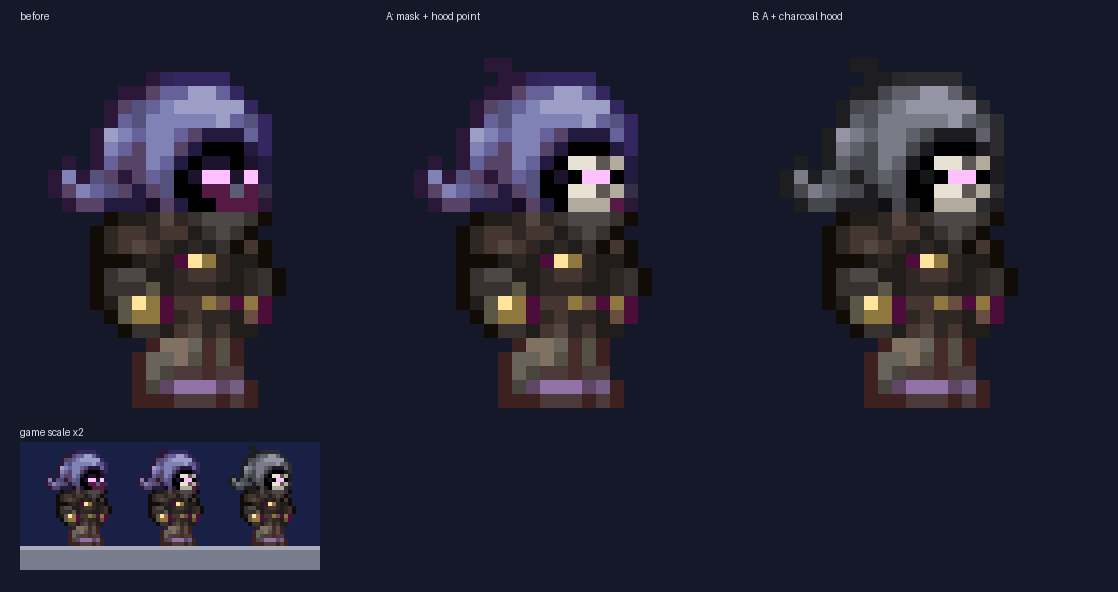 before
A: mask + hood point
B: A + charcoal hood
game scale x2